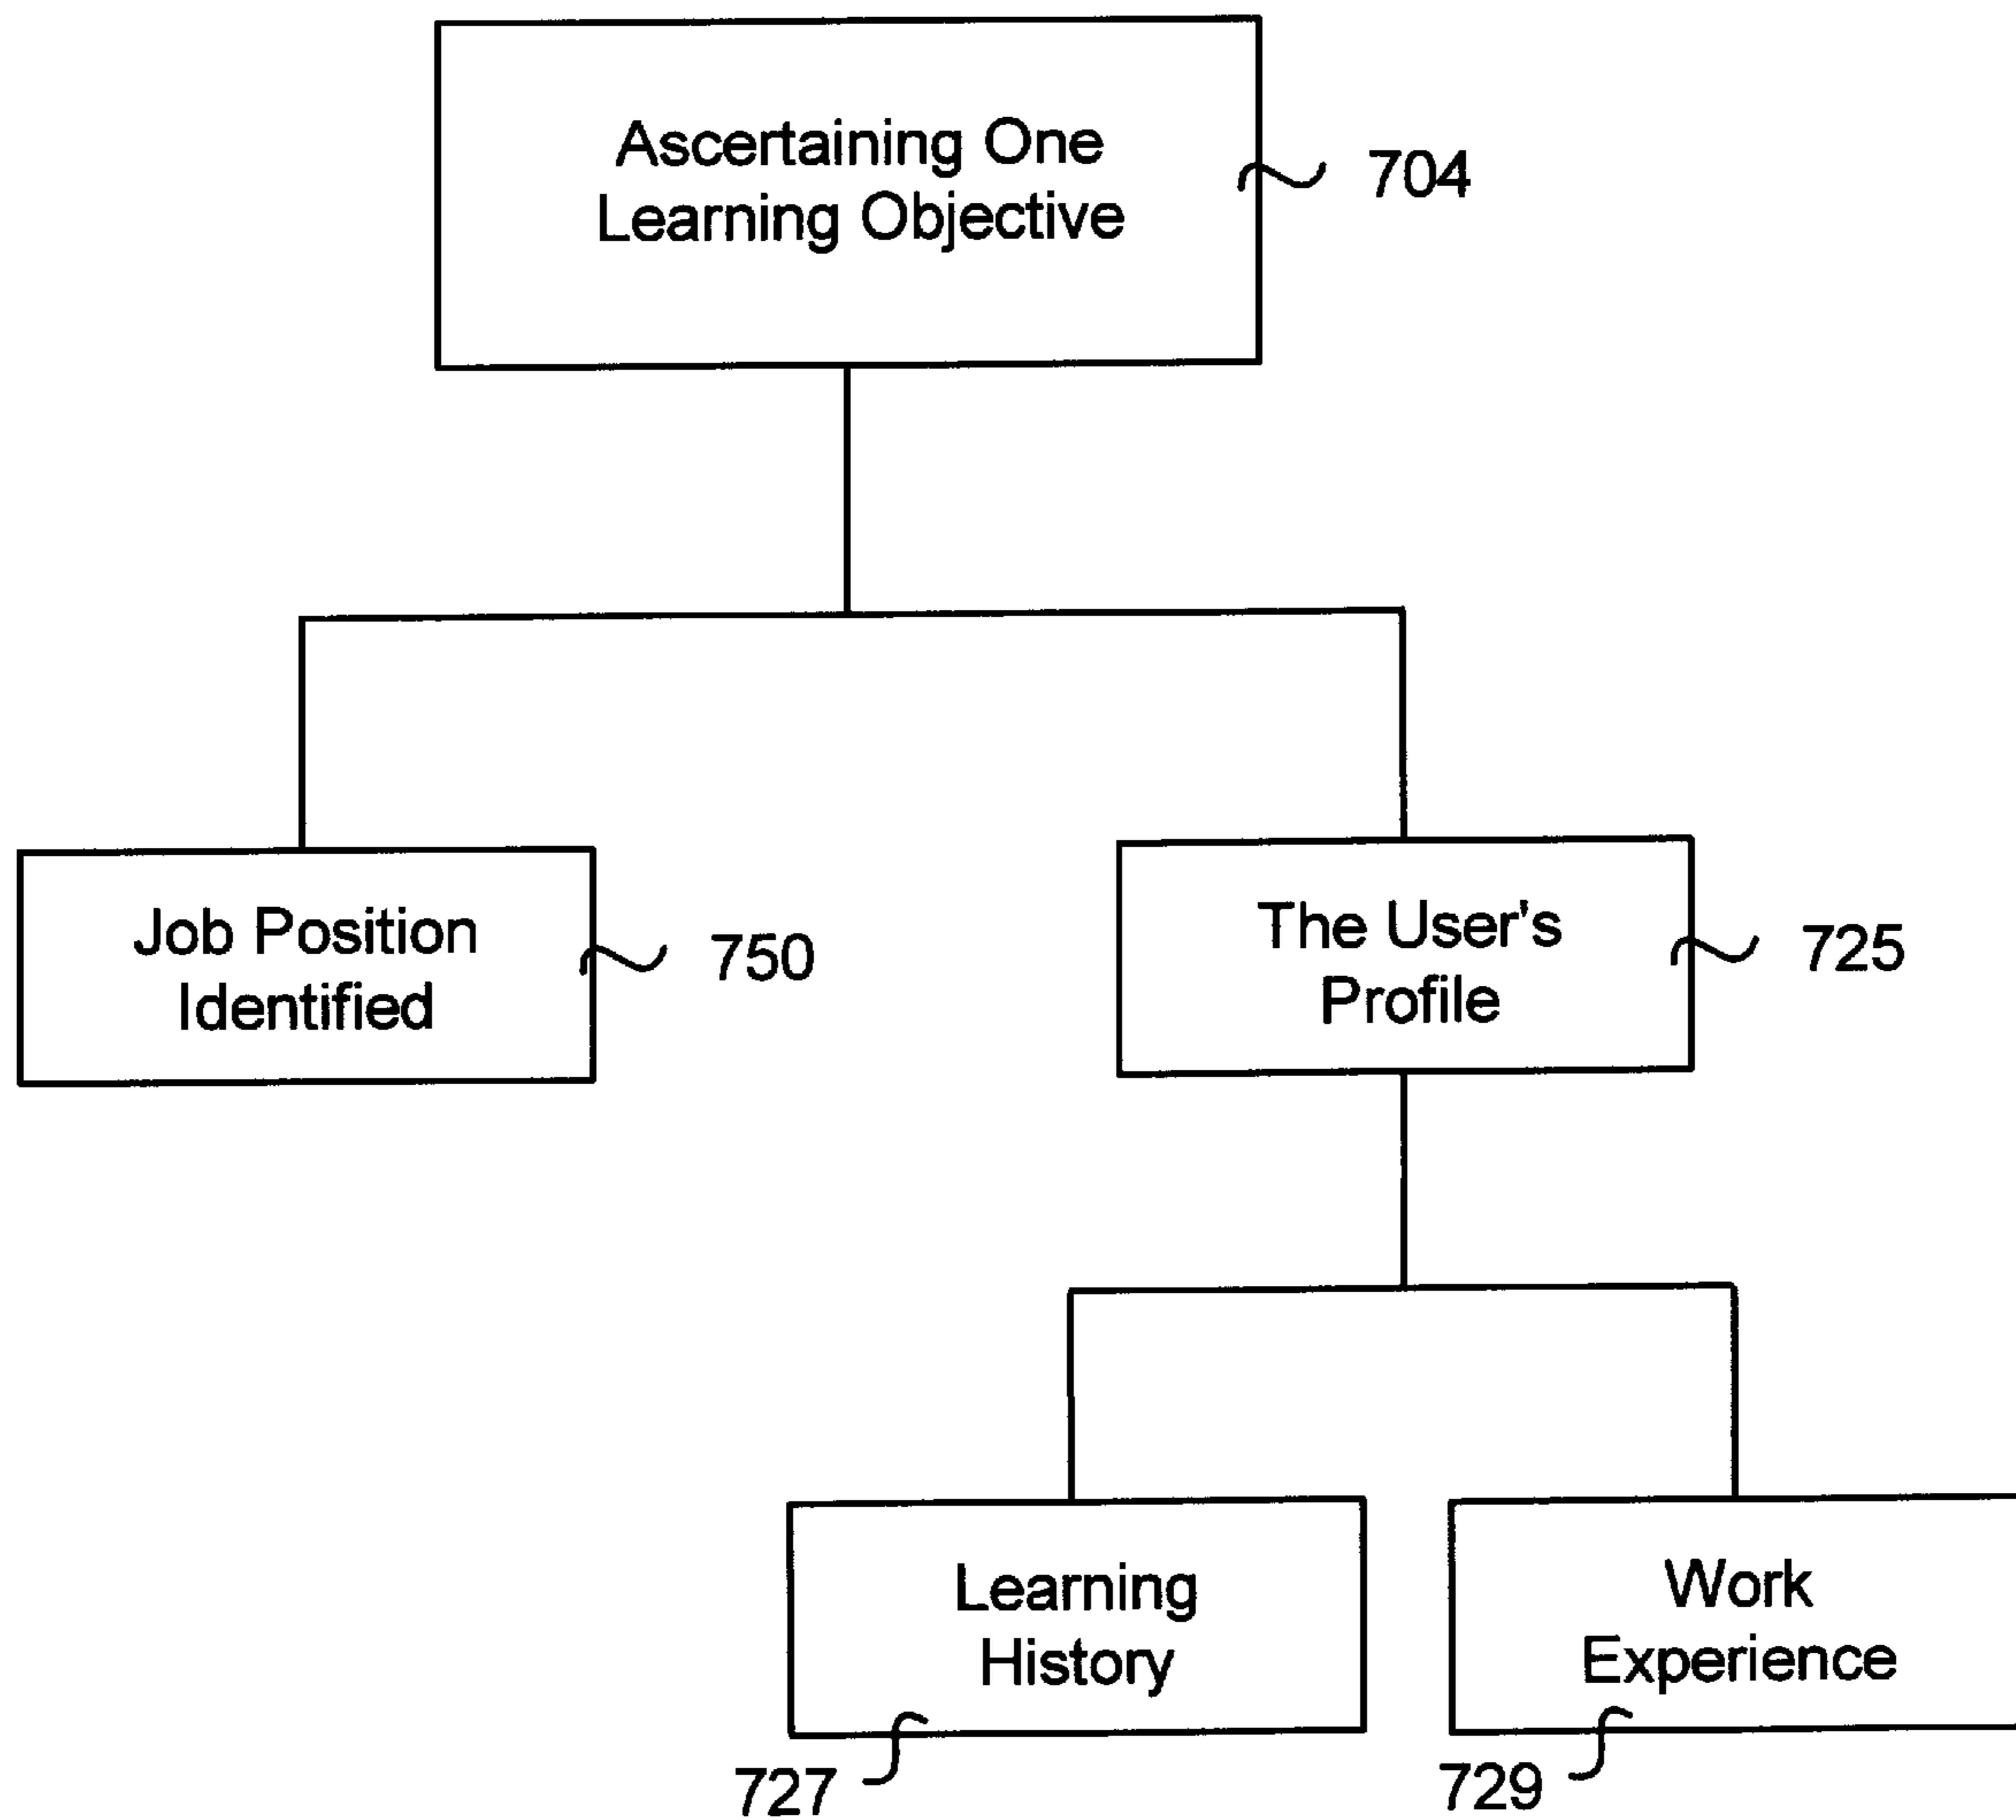 Ascertaining One
Learning Objective
704
Job Position
Identified
750
The User's
Profile
725
Learning
History
727
Work
Experience
729